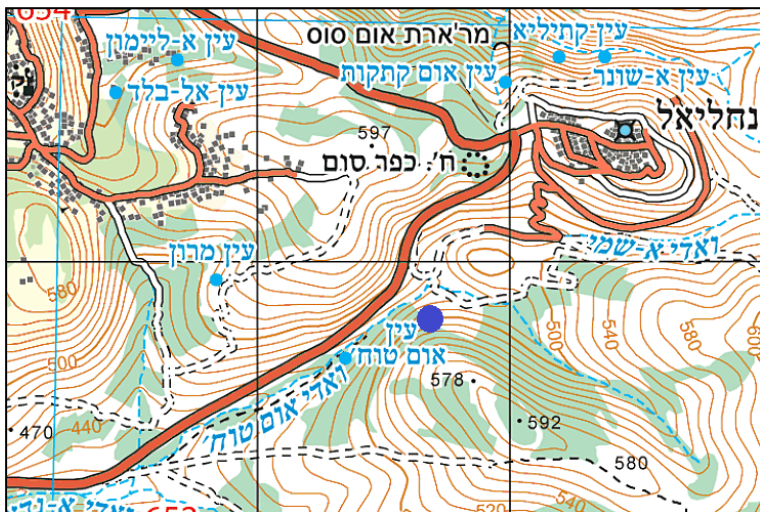 654
מר'ארת אום סוס
עין קתיליא
עין א-ליימון
עין אום קתקות
עין א-שונר
עין אל-בלד
נחליאל
597
ח'. כפר סום
ואדי א-שמי
עין מרון
580
500
540
580
600
500
עין
אום טוח'
578
ואדי אום טוח'
592
470
440
580
540
520